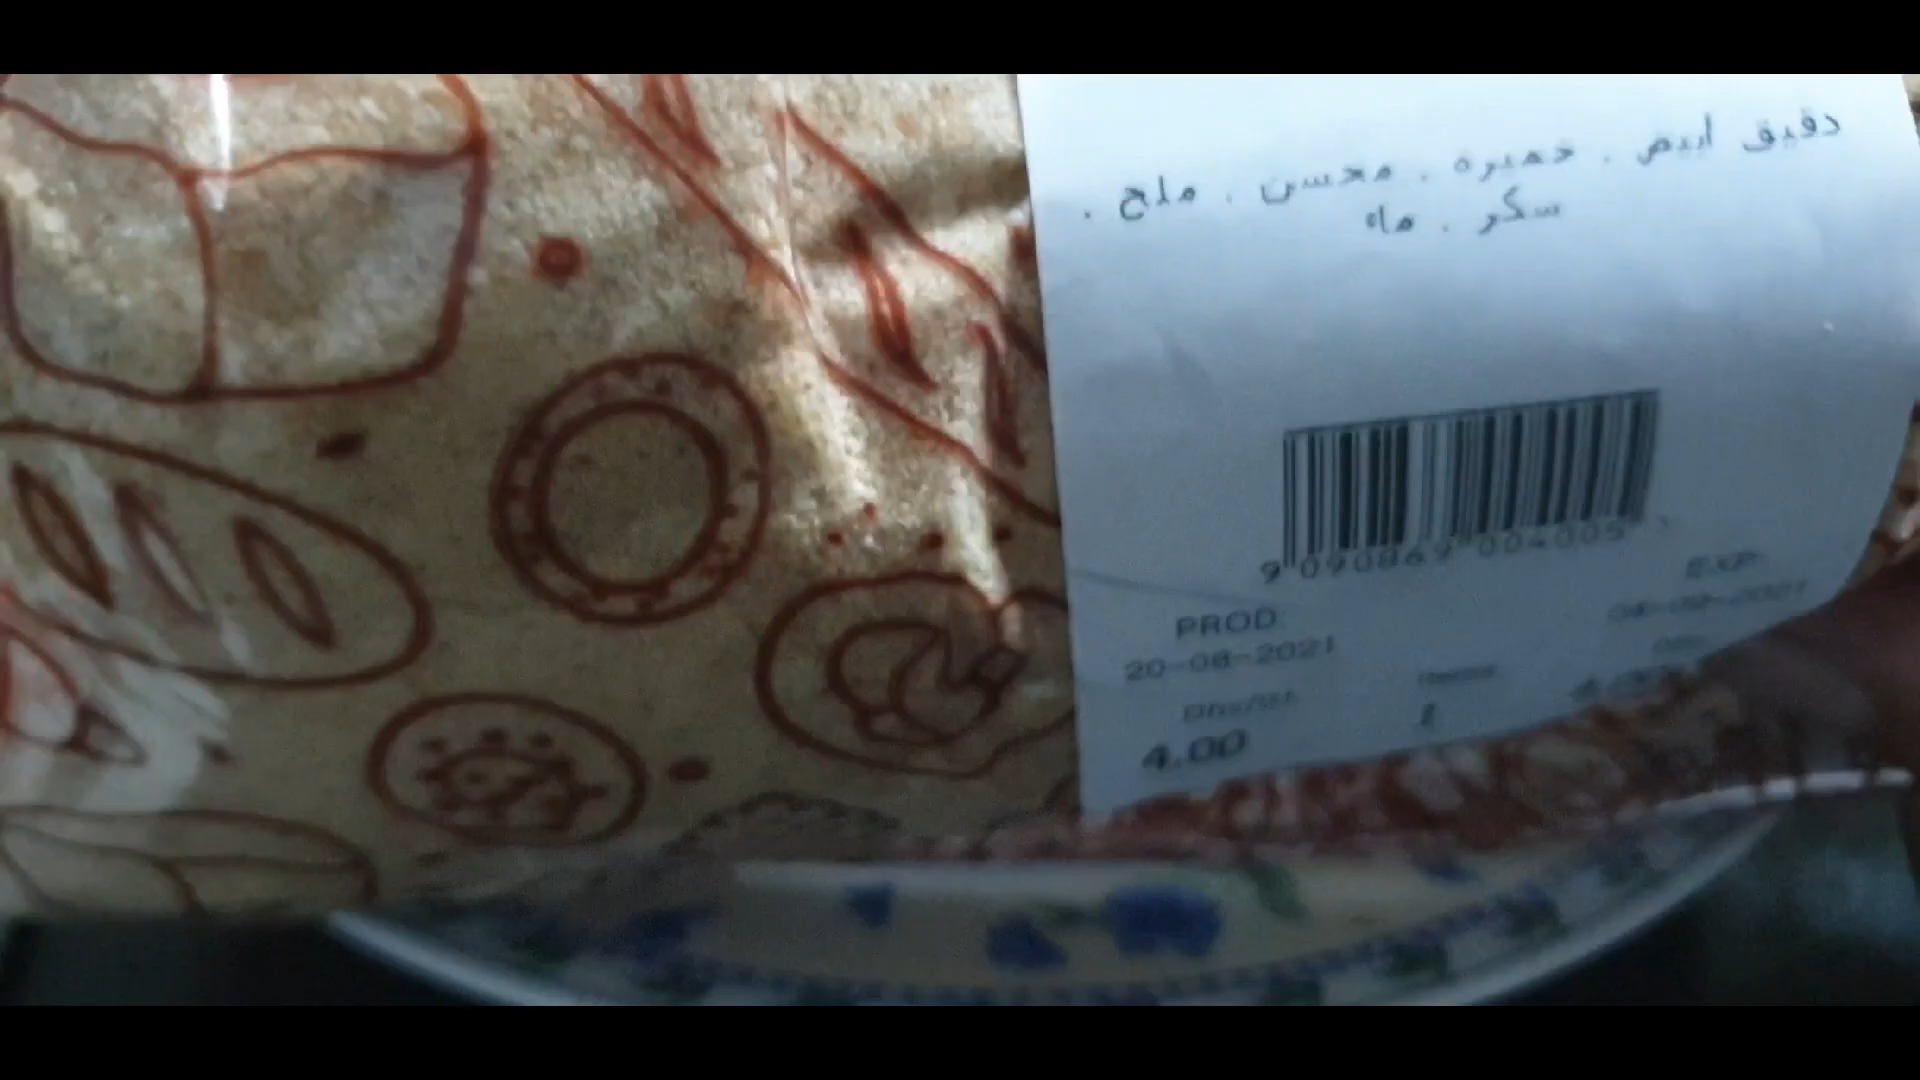 دقيق ابيض . خميره . محسن . ملح .
سكر . ماء
9 090869 004005
PROD
20-08-2021
EXP
4.00